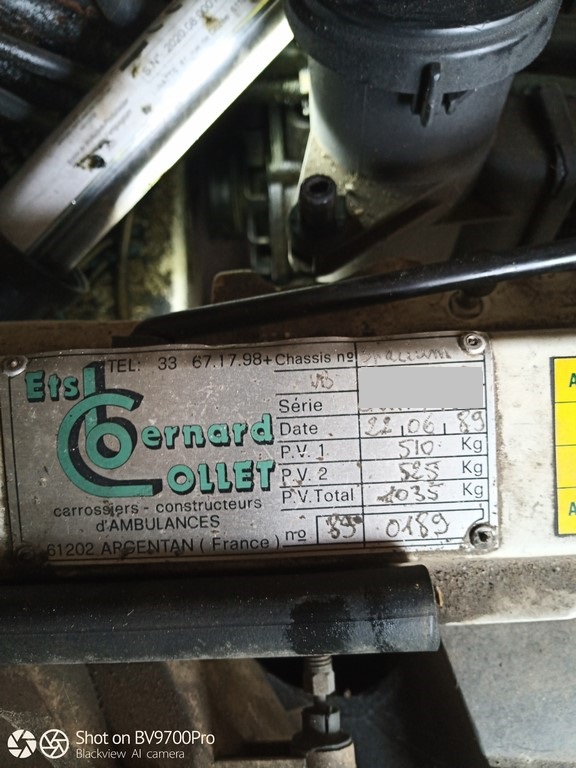 TEL: 33 67.17.98+
Ets
Bernard
COLLET
carrossiers - constructeurs
d'AMBULANCES
61202 ARGENTAN ( France )
Chassis nº
Série
Date 22 06 89
P.V. 1 510 Kg
P.V. 2 525 Kg
P.V. Total 1035 Kg
nº 89 0189
Shot on BV9700Pro
Blackview AI camera